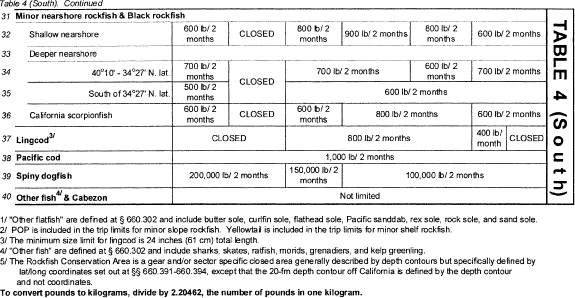 Table 4 (South). Continued
31 Minor nearshore rockfish & Black rockfish
32 Shallow nearshore 600 lb/ 2 months CLOSED 800 lb/ 2 months 900 lb/ 2 months 800 lb/ 2 months 600 lb/ 2 months
33 Deeper nearshore
34 40°10' - 34°27' N. lat. 700 lb/ 2 months CLOSED 700 lb/ 2 months 600 lb/ 2 months 700 lb/ 2 months
35 South of 34°27' N. lat. 500 lb/ 2 months 600 lb/ 2 months
36 California scorpionfish 600 lb/ 2 months CLOSED 600 lb/ 2 months 800 lb/ 2 months 600 lb/ 2 months
37 Lingcod3/ CLOSED 800 lb/ 2 months 400 lb/ month CLOSED
38 Pacific cod 1,000 lb/ 2 months
39 Spiny dogfish 200,000 lb/ 2 months 150,000 lb/ 2 months 100,000 lb/ 2 months
40 Other fish4/ & Cabezon Not limited
TABLE 4 (South)
1/ "Other flatfish" are defined at § 660.302 and include butter sole, curlfin sole, flathead sole, Pacific sanddab, rex sole, rock sole, and sand sole.
2/ POP is included in the trip limits for minor slope rockfish. Yellowtail is included in the trip limits for minor shelf rockfish.
3/ The minimum size limit for lingcod is 24 inches (61 cm) total length.
4/ "Other fish" are defined at § 660.302 and include sharks, skates, ratfish, morids, grenadiers, and kelp greenling.
5/ The Rockfish Conservation Area is a gear and/or sector specific closed area generally described by depth contours but specifically defined by
lat/long coordinates set out at §§ 660.391-660.394, except that the 20-fm depth contour off California is defined by the depth contour
and not coordinates.
To convert pounds to kilograms, divide by 2.20462, the number of pounds in one kilogram.